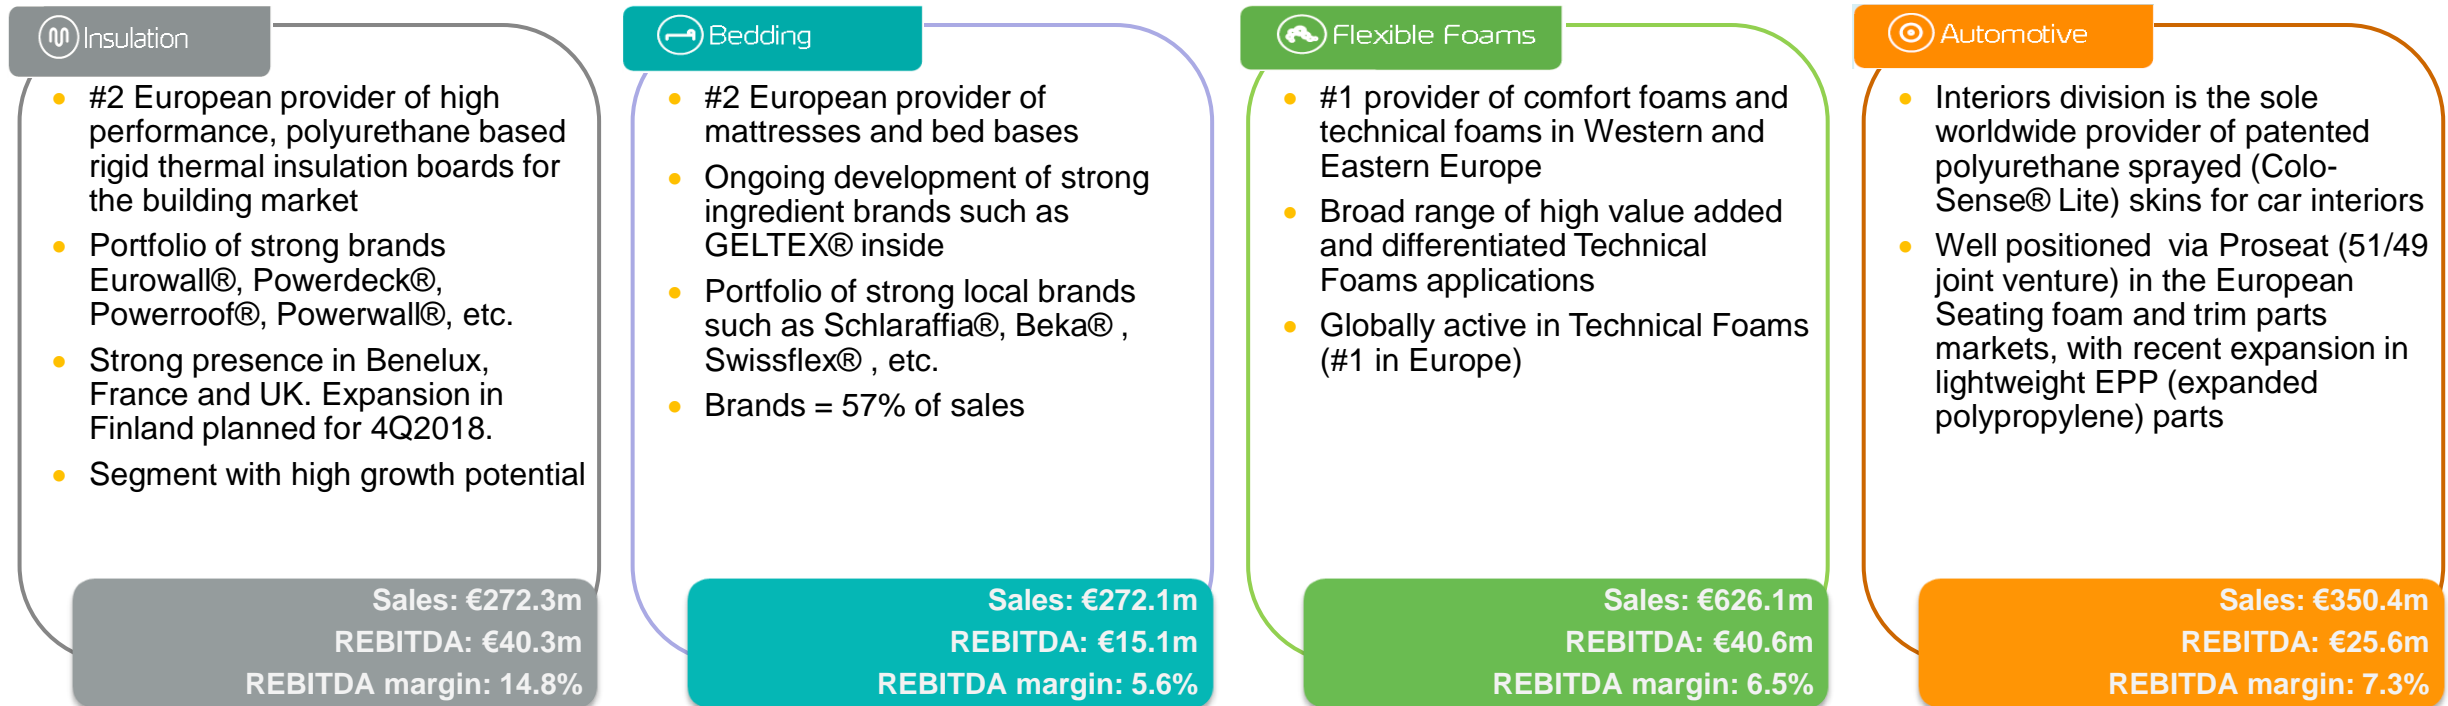 Insulation
#2 European provider of high
performance, polyurethane based
rigid thermal insulation boards for
the building market
Portfolio of strong brands
Eurowall®, Powerdeck®,
Powerroof®, Powerwall®, etc.
Strong presence in Benelux,
France and UK. Expansion in
Finland planned for 4Q2018.
Segment with high growth potential
Sales: €272.3m
REBITDA: €40.3m
REBITDA margin: 14.8%
Bedding
#2 European provider of
mattresses and bed bases
Ongoing development of strong
ingredient brands such as
GELTEX® inside
Portfolio of strong local brands
such as Schlaraffia®, Beka® ,
Swissflex® , etc.
Brands = 57% of sales
Sales: €272.1m
REBITDA: €15.1m
REBITDA margin: 5.6%
Flexible Foams
#1 provider of comfort foams and
technical foams in Western and
Eastern Europe
Broad range of high value added
and differentiated Technical
Foams applications
Globally active in Technical Foams
(#1 in Europe)
Sales: €626.1m
REBITDA: €40.6m
REBITDA margin: 6.5%
Automotive
Interiors division is the sole
worldwide provider of patented
polyurethane sprayed (Colo-
Sense® Lite) skins for car interiors
Well positioned  via Proseat (51/49
joint venture) in the European
Seating foam and trim parts
markets, with recent expansion in
lightweight EPP (expanded
polypropylene) parts
Sales: €350.4m
REBITDA: €25.6m
REBITDA margin: 7.3%